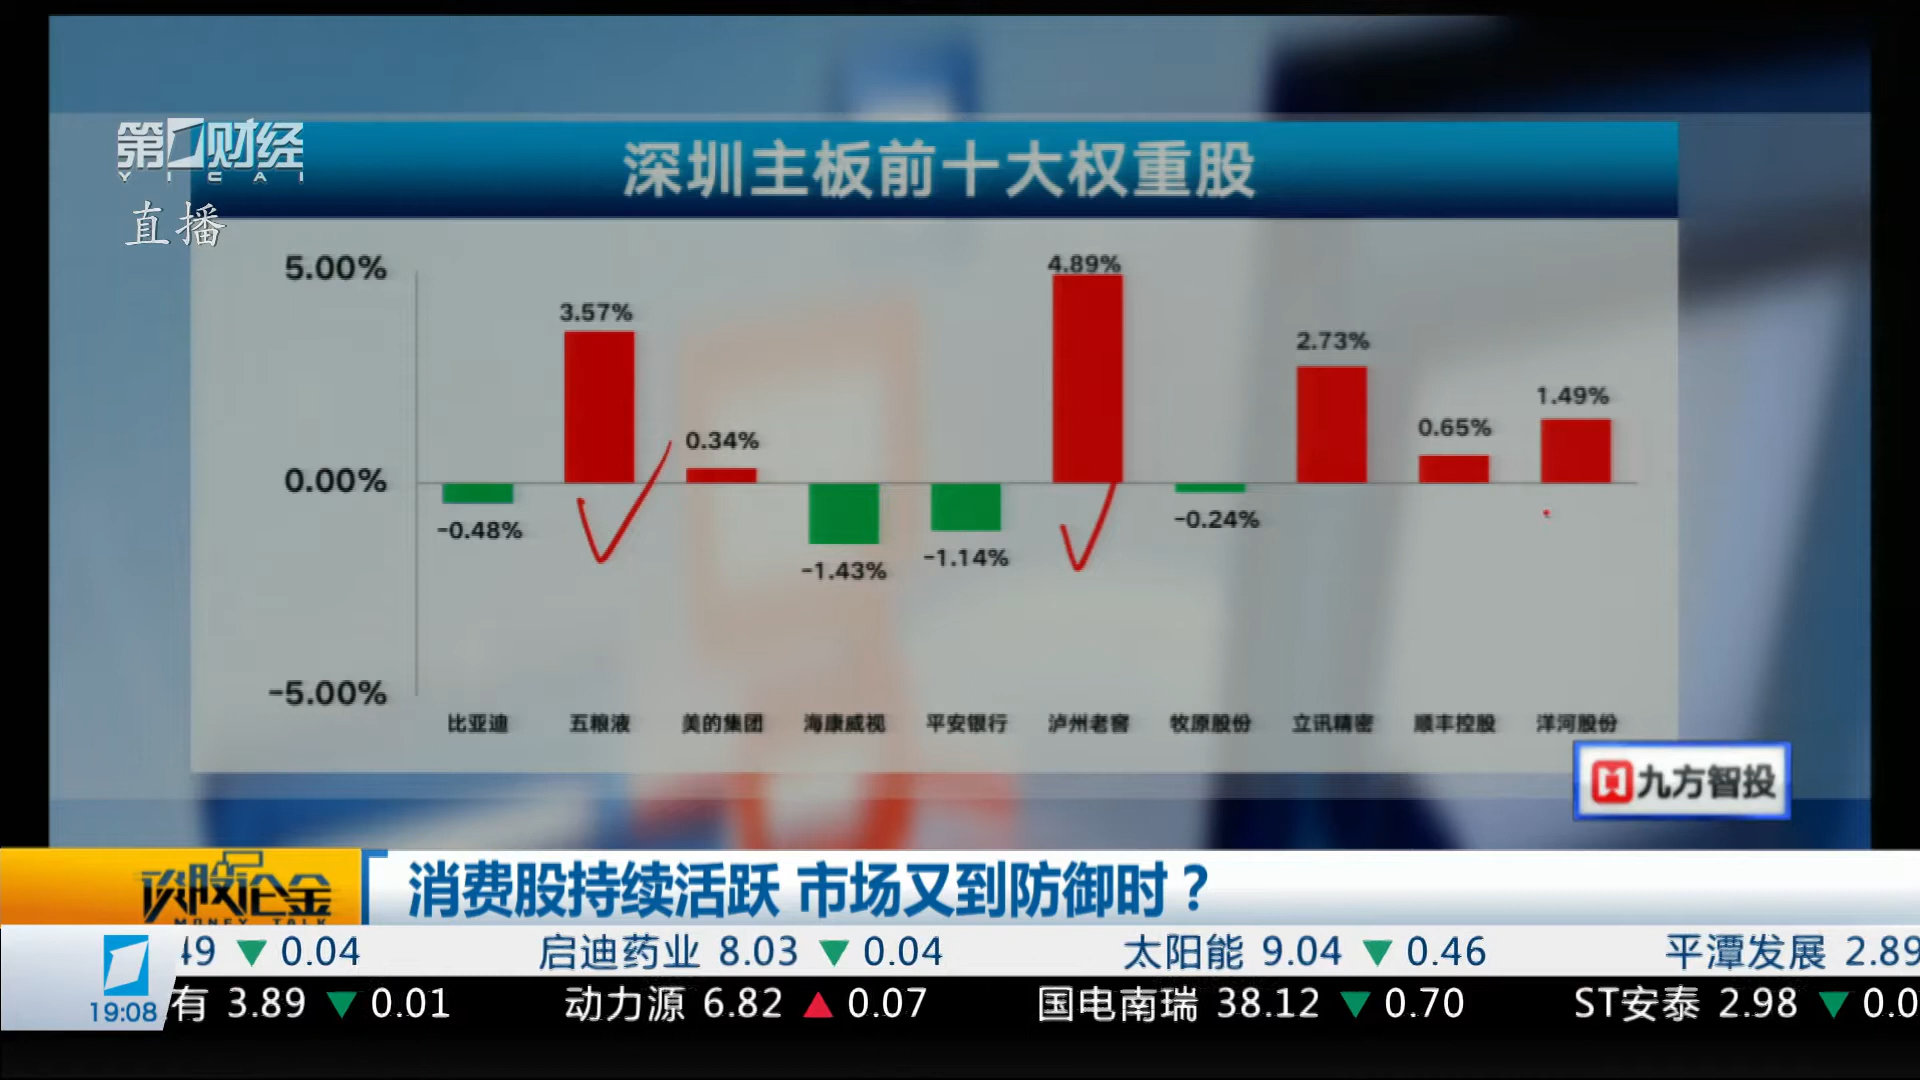 第一财经
YICAI
直播
深圳主板前十大权重股
5.00%
0.00%
-5.00%
-0.48%
3.57%
0.34%
-1.43%
-1.14%
4.89%
-0.24%
2.73%
0.65%
1.49%
比亚迪 五粮液 美的集团 海康威视 平安银行 泸州老窖 牧原股份 立讯精密 顺丰控股 洋河股份
九方智投
谈股论金
MONEY TALK
消费股持续活跃 市场又到防御时?
49 ▼ 0.04 启迪药业 8.03 ▼ 0.04 太阳能 9.04 ▼ 0.46 平潭发展 2.89
19:08
有 3.89 ▼ 0.01 动力源 6.82 ▲ 0.07 国电南瑞 38.12 ▼ 0.70 ST安泰 2.98 ▼ 0.0